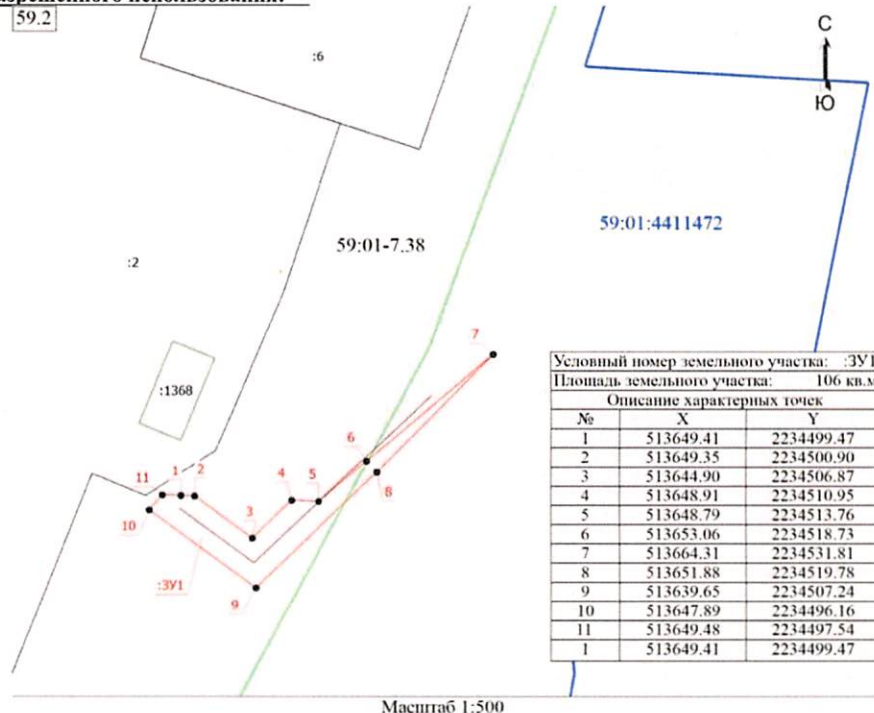 59.2
:6
С
Ю
59:01:4411472
59:01-7.38
:2
:1368
7
6
8
11 1 2
4 5
3
10
:ЗУ1
9
Условный номер земельного участка: :ЗУ1
Площадь земельного участка: 106 кв.м
Описание характерных точек
№ X Y
1 513649.41 2234499.47
2 513649.35 2234500.90
3 513644.90 2234506.87
4 513648.91 2234510.95
5 513648.79 2234513.76
6 513653.06 2234518.73
7 513664.31 2234531.81
8 513651.88 2234519.78
9 513639.65 2234507.24
10 513647.89 2234496.16
11 513649.48 2234497.54
1 513649.41 2234499.47
Масштаб 1:500